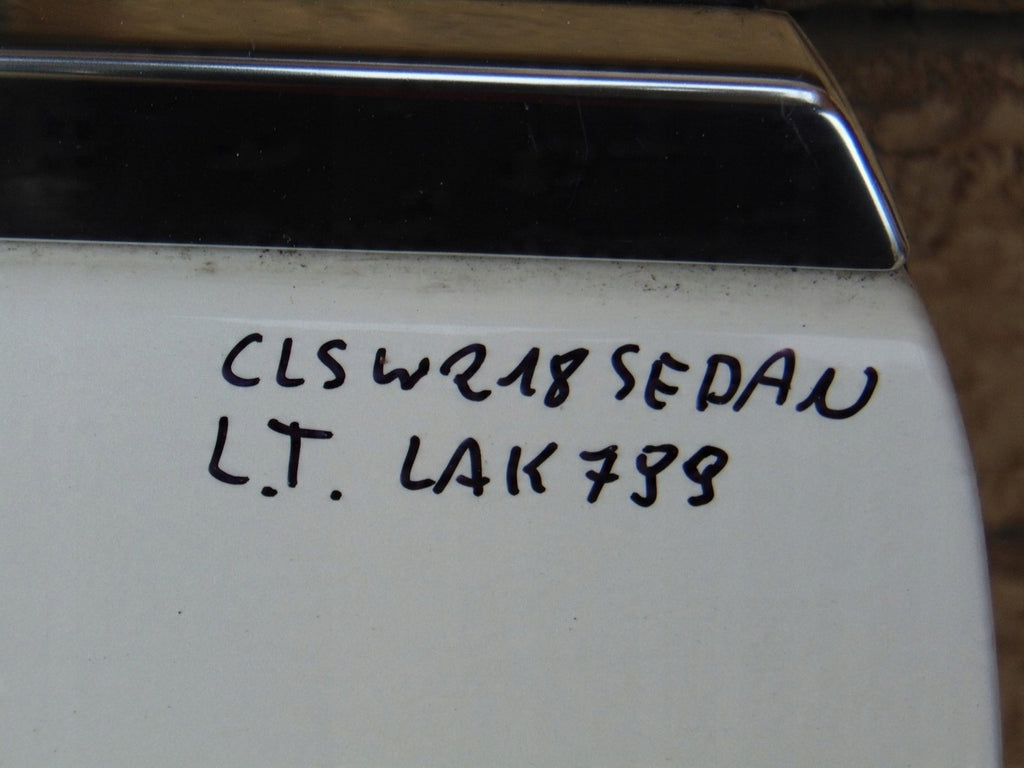 CLS W218 SEDAN
L.T. LAK 799